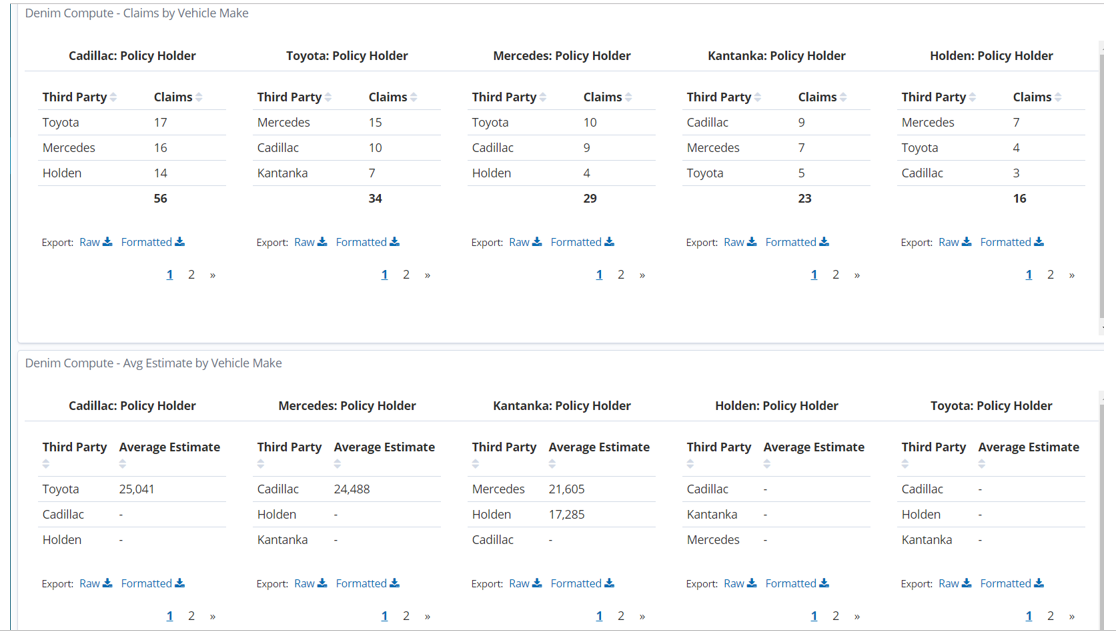 Denim Compute - Claims by Vehicle Make
Cadillac: Policy Holder Toyota: Policy Holder Mercedes: Policy Holder Kantanka: Policy Holder Holden: Policy Holder
Third Party Claims Third Party Claims Third Party Claims Third Party Claims Third Party Claims
Toyota 17 Mercedes 15 Toyota 10 Cadillac 9 Mercedes 7
Mercedes 16 Cadillac 10 Cadillac 9 Mercedes 7 Toyota 4
Holden 14 Kantanka 7 Holden 4 Toyota 5 Cadillac 3
56 34 29 23 16
Export: Raw Formatted Export: Raw Formatted Export: Raw Formatted Export: Raw Formatted Export: Raw Formatted
1 2 » 1 2 » 1 2 » 1 2 » 1 2 »
Denim Compute - Avg Estimate by Vehicle Make
Cadillac: Policy Holder Mercedes: Policy Holder Kantanka: Policy Holder Holden: Policy Holder Toyota: Policy Holder
Third Party Average Estimate Third Party Average Estimate Third Party Average Estimate Third Party Average Estimate Third Party Average Estimate
Toyota 25,041 Cadillac 24,488 Mercedes 21,605 Cadillac - Cadillac -
Cadillac - Holden - Holden 17,285 Kantanka - Holden -
Holden - Kantanka - Cadillac - Mercedes - Kantanka -
Export: Raw Formatted Export: Raw Formatted Export: Raw Formatted Export: Raw Formatted Export: Raw Formatted
1 2 » 1 2 » 1 2 » 1 2 » 1 2 »